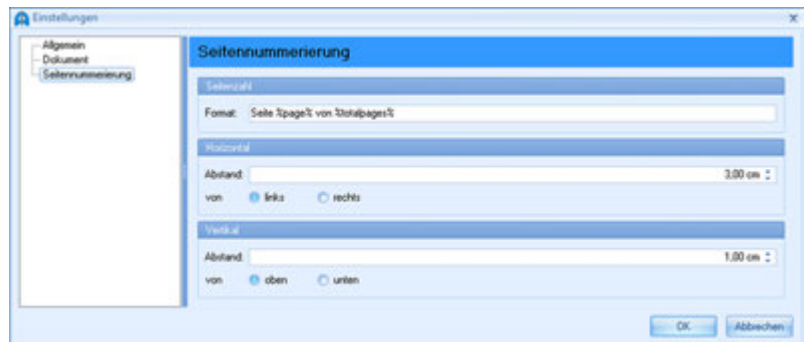 Einstellungen
Allgemein
Dokument
Seitennummerierung
Seitennummerierung
Seitenzahl
Format: Seite %page% von %totalpages%
Horizontal
Abstand: 3,00 cm
von links rechts
Vertikal
Abstand: 1,00 cm
von oben unten
OK Abbrechen